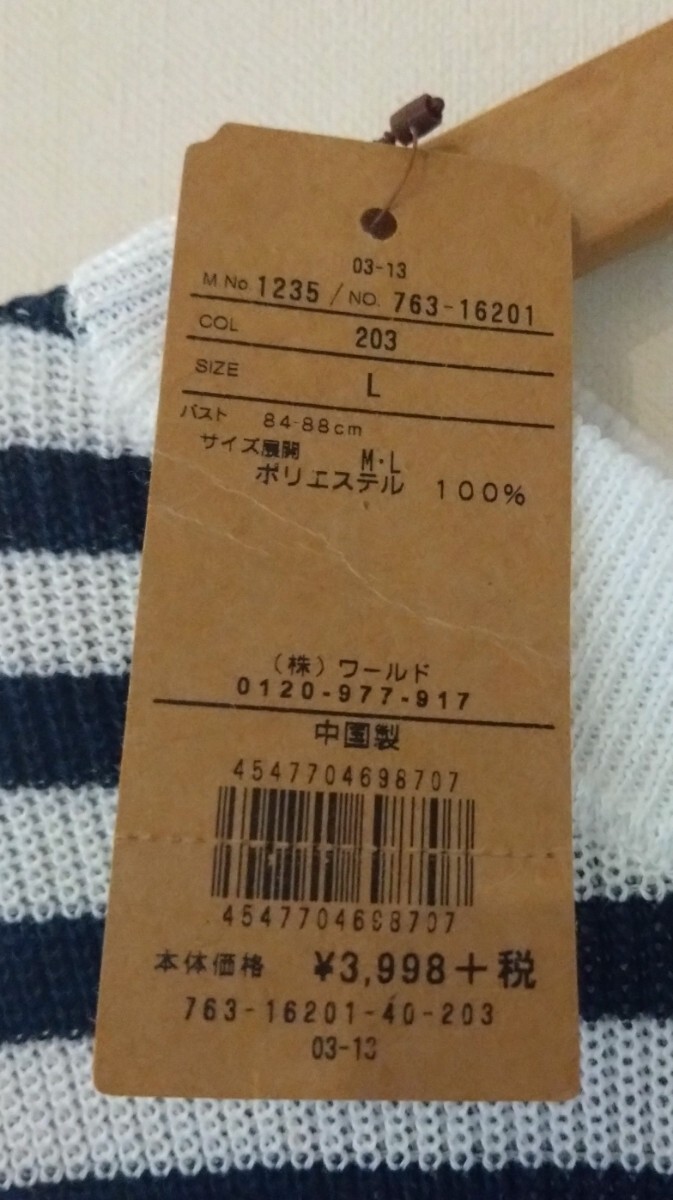 03-13
M.No. 1235 / NO. 763-16201
COL 203
SIZE L
バスト 84-88cm
サイズ展開 M・L
ポリエステル 100%
(株)ワールド
0120-977-917
中国製
4547704698707
4547704698707
本体価格 ¥3,998+税
763-16201-40-203
03-13